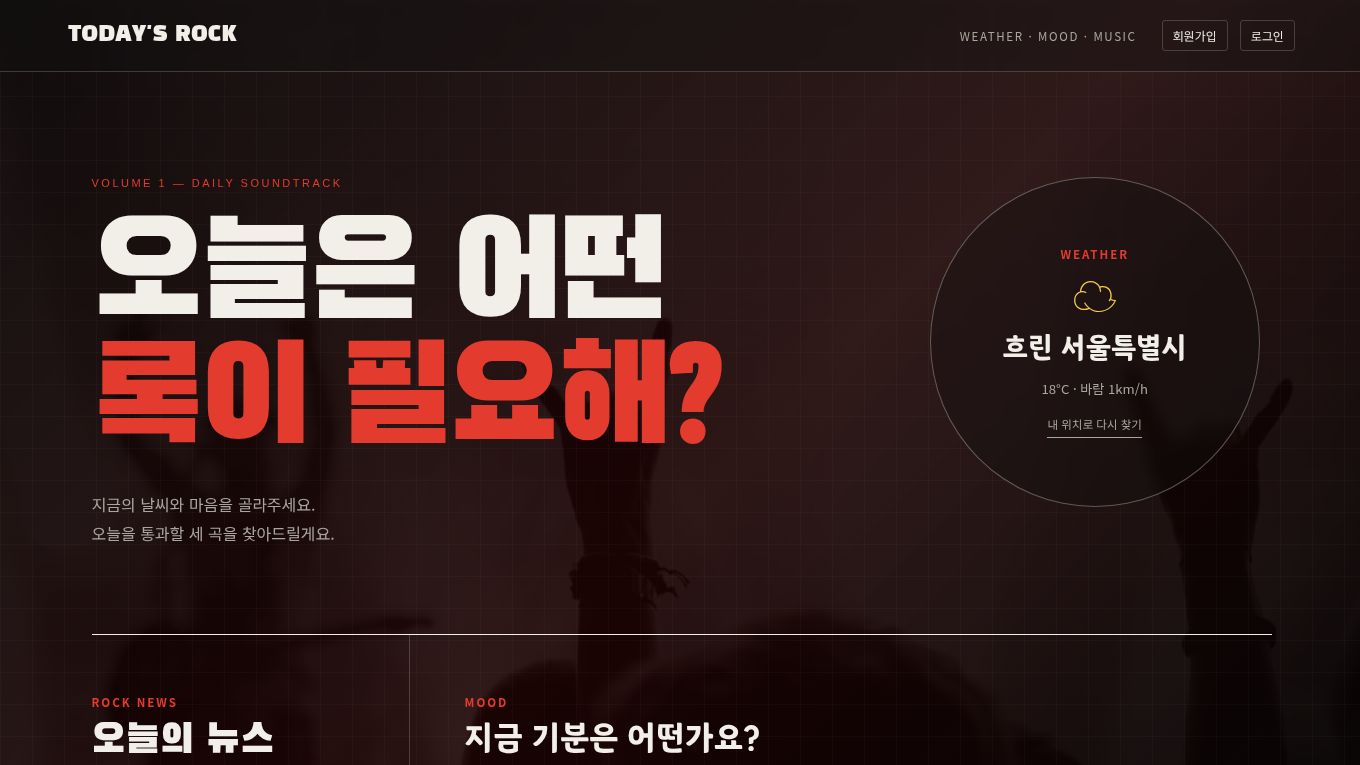 TODAY'S ROCK
WEATHER · MOOD · MUSIC
회원가입
로그인
VOLUME 1 — DAILY SOUNDTRACK
오늘은 어떤
록이 필요해?
지금의 날씨와 마음을 골라주세요.
오늘을 통과할 세 곡을 찾아드릴게요.
WEATHER
흐린 서울특별시
18°C · 바람 1km/h
내 위치로 다시 찾기
ROCK NEWS
오늘의 뉴스
MOOD
지금 기분은 어떤가요?